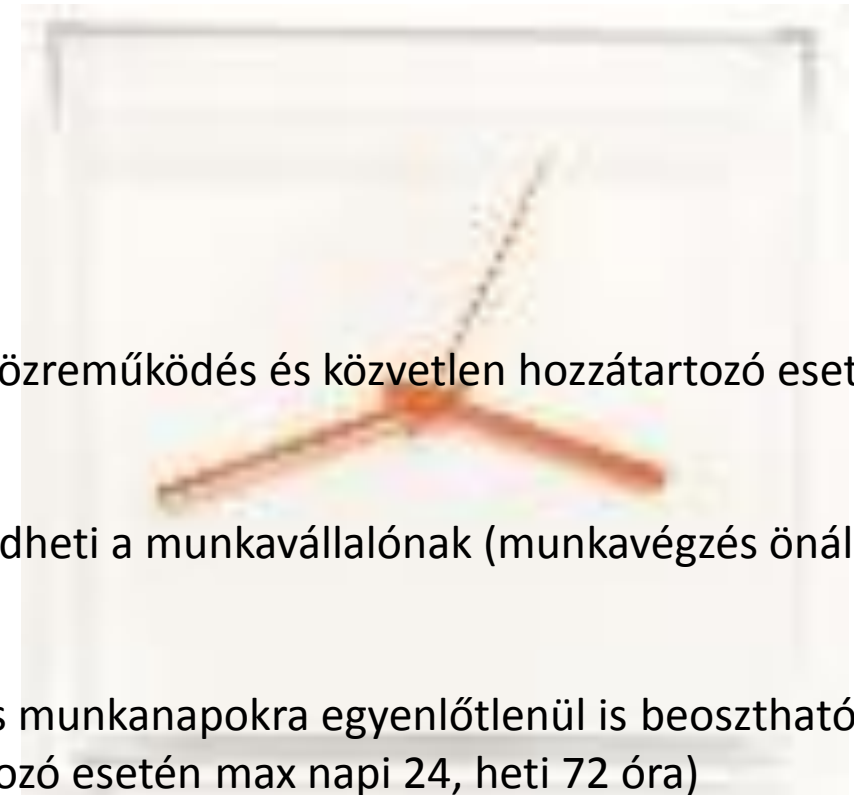 özreműködés és közvetlen hozzátartozó eset
dheti a munkavállalónak (munkavégzés önál
s munkanapokra egyenlőtlenül is beosztható
ozó esetén max napi 24, heti 72 óra)